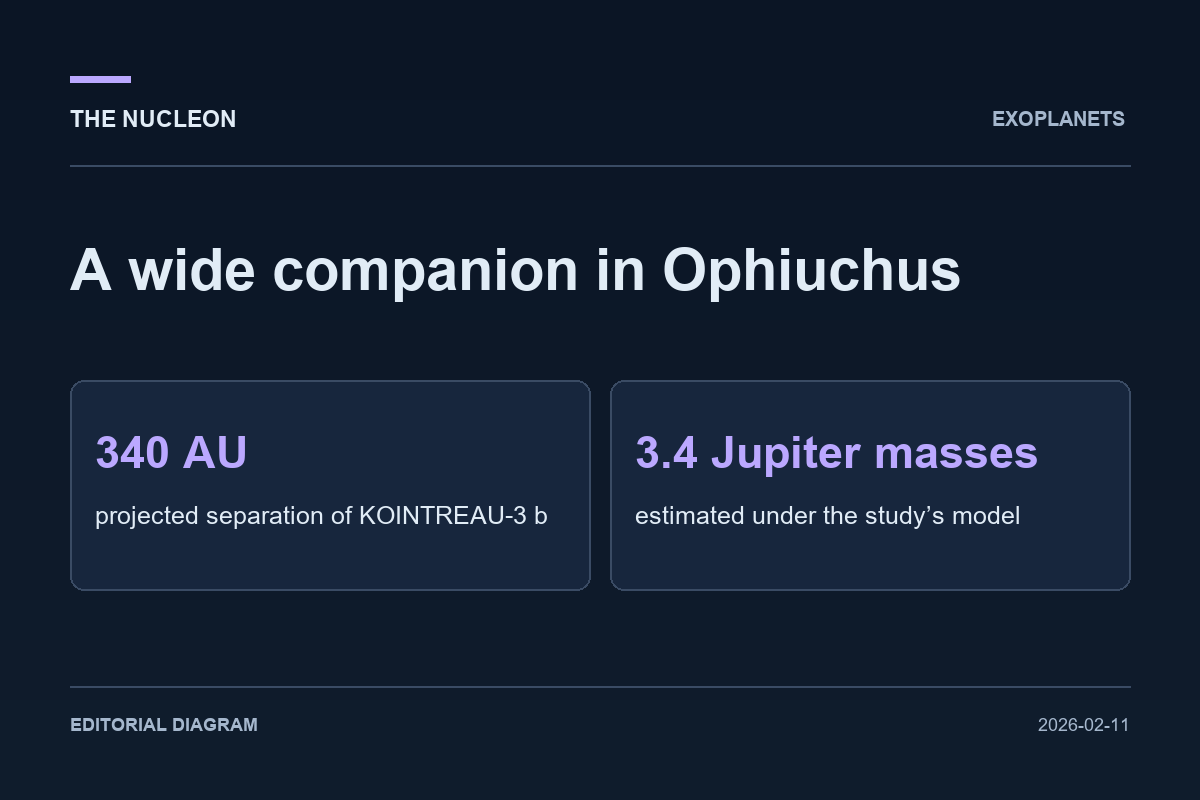 THE NUCLEON
EXOPLANETS
A wide companion in Ophiuchus
340 AU
projected separation of KOINTREAU-3 b
3.4 Jupiter masses
estimated under the study’s model
EDITORIAL DIAGRAM
2026-02-11